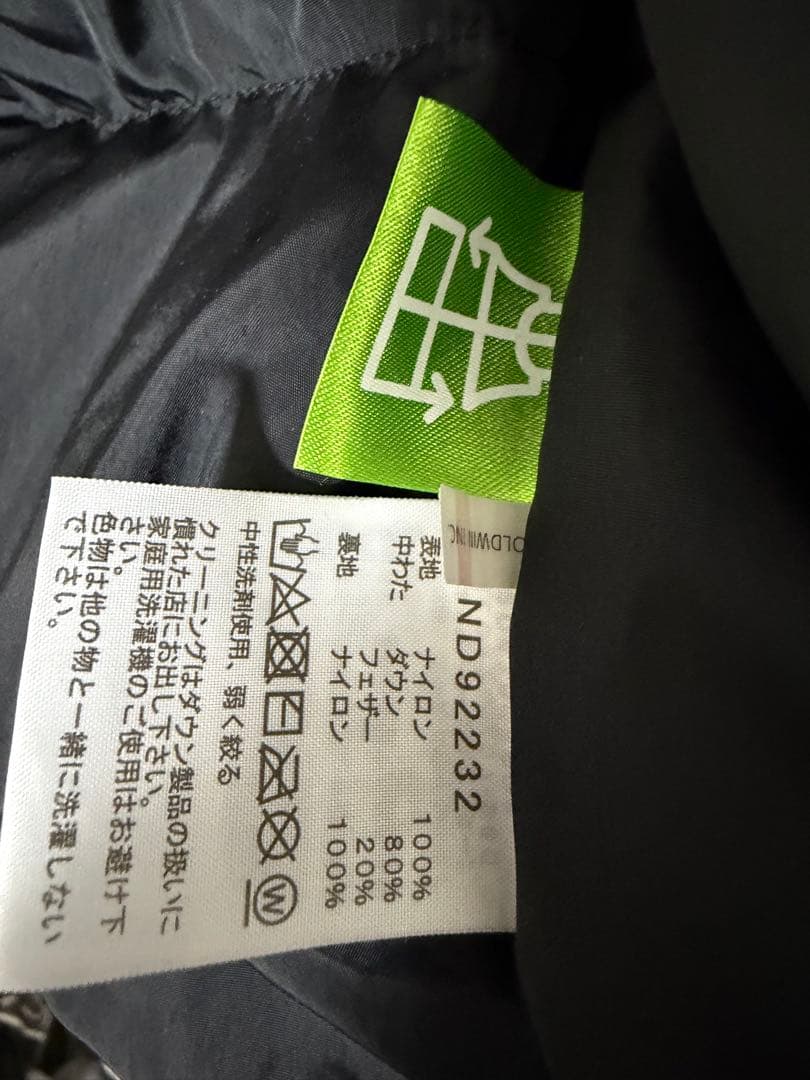 ND92232
表地 ナイロン 100%
中わた ダウン 80%
フェザー 20%
裏地 ナイロン 100%
W
中性洗剤使用、弱く絞る
クリーニングはダウン製品の扱いに
慣れた店にお出し下さい。
家庭用洗濯機のご使用はお避け下
さい。
色物は他の物と一緒に洗濯しない
で下さい。
OLDWIN INC.